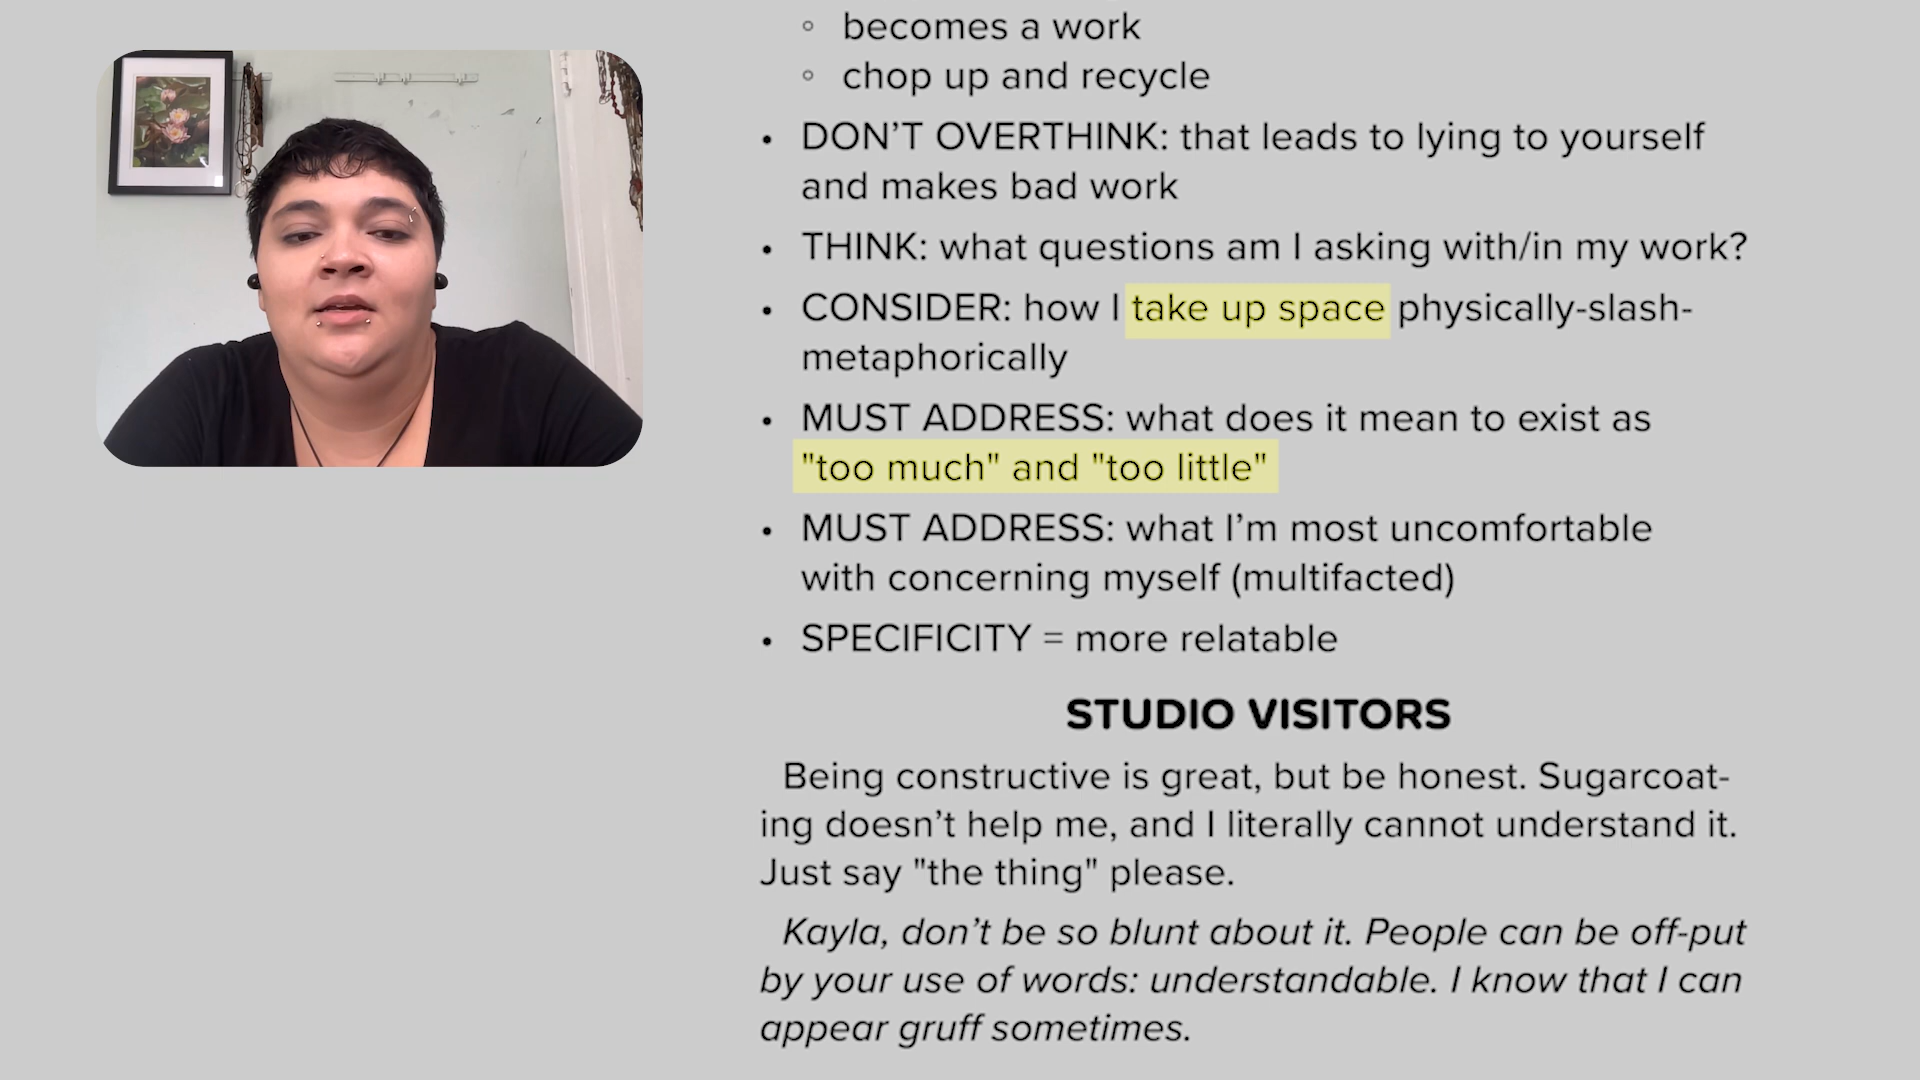 ◦ becomes a work
◦ chop up and recycle
• DON’T OVERTHINK: that leads to lying to yourself
and makes bad work
• THINK: what questions am I asking with/in my work?
• CONSIDER: how I take up space physically-slash-
metaphorically
• MUST ADDRESS: what does it mean to exist as
"too much" and "too little"
• MUST ADDRESS: what I’m most uncomfortable
with concerning myself (multifacted)
• SPECIFICITY = more relatable
STUDIO VISITORS
Being constructive is great, but be honest. Sugarcoat-
ing doesn’t help me, and I literally cannot understand it.
Just say "the thing" please.
Kayla, don’t be so blunt about it. People can be off-put
by your use of words: understandable. I know that I can
appear gruff sometimes.